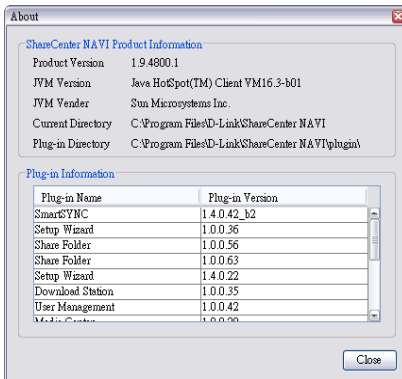 About
ShareCenter NAVI Product Information
Product Version 1.9.4800.1
JVM Version Java HotSpot(TM) Client VM16.3-b01
JVM Vender Sun Microsystems Inc.
Current Directory C:\Program Files\D-Link\ShareCenter NAVI
Plug-in Directory C:\Program Files\D-Link\ShareCenter NAVI\plugin\
Plug-in Information
Plug-in Name Plug-in Version
SmartSYNC 1.4.0.42_b2
Setup Wizard 1.0.0.36
Share Folder 1.0.0.56
Share Folder 1.0.0.63
Setup Wizard 1.4.0.22
Download Station 1.0.0.35
User Management 1.0.0.42
Close